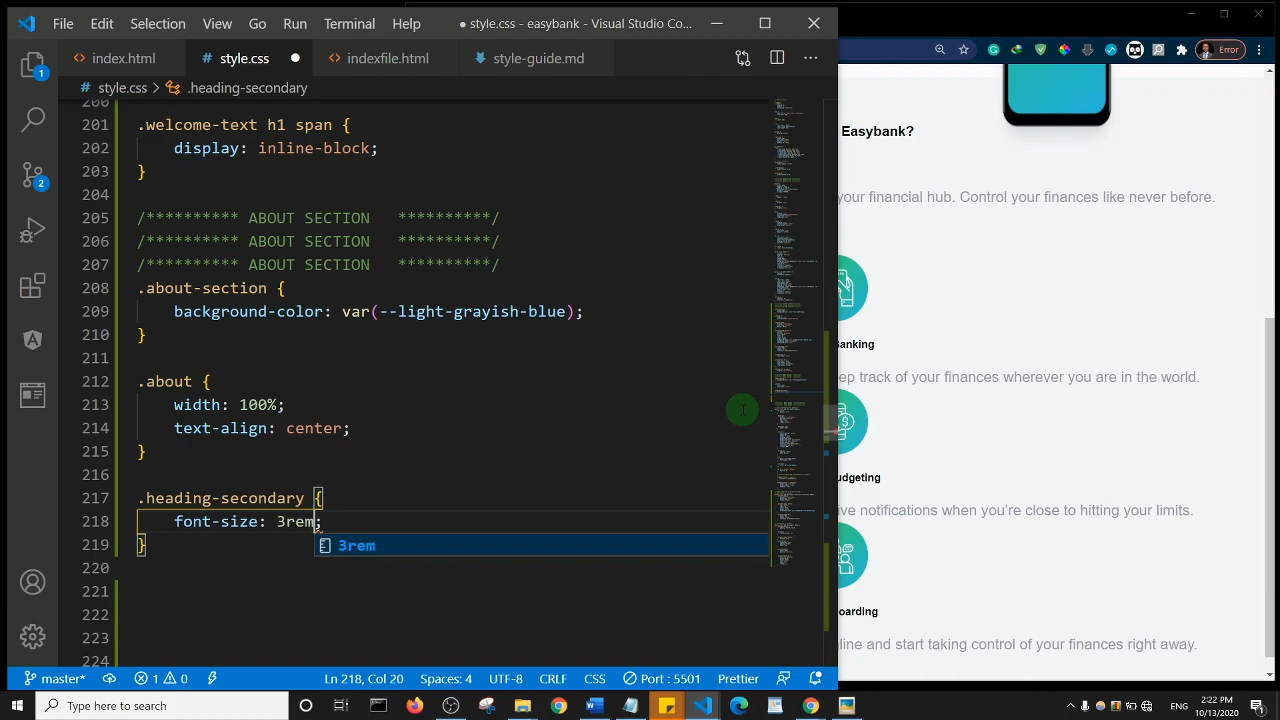 File Edit Selection View Go Run Terminal Help
● style.css - easybank - Visual Studio Co...
index.html
style.css
indexfile.html
style-guide.md
style.css > .heading-secondary
200
201 .welcome-text h1 span {
202 display: inline-block;
203 }
204
205 /********** ABOUT SECTION **********/
206 /********** ABOUT SECTION **********/
207 /********** ABOUT SECTION **********/
208 .about-section {
209 background-color: var(--light-grayish-blue);
210 }
211
212 .about {
213 width: 100%;
214 text-align: center;
215 }
216
217 .heading-secondary {
218 font-size: 3rem;
3rem
219 }
220
221
222
223
224
1
2
master*
1 0
Ln 218, Col 20
Spaces: 4
UTF-8
CRLF
CSS
Port : 5501
Prettier
Error
Easybank?
your financial hub. Control your finances like never before.
anking
ep track of your finances wherever you are in the world.
udgeting
ive notifications when you're close to hitting your limits.
oarding
nline and start taking control of your finances right away.
Type here to search
ENG
2:22 PM
10/13/2020